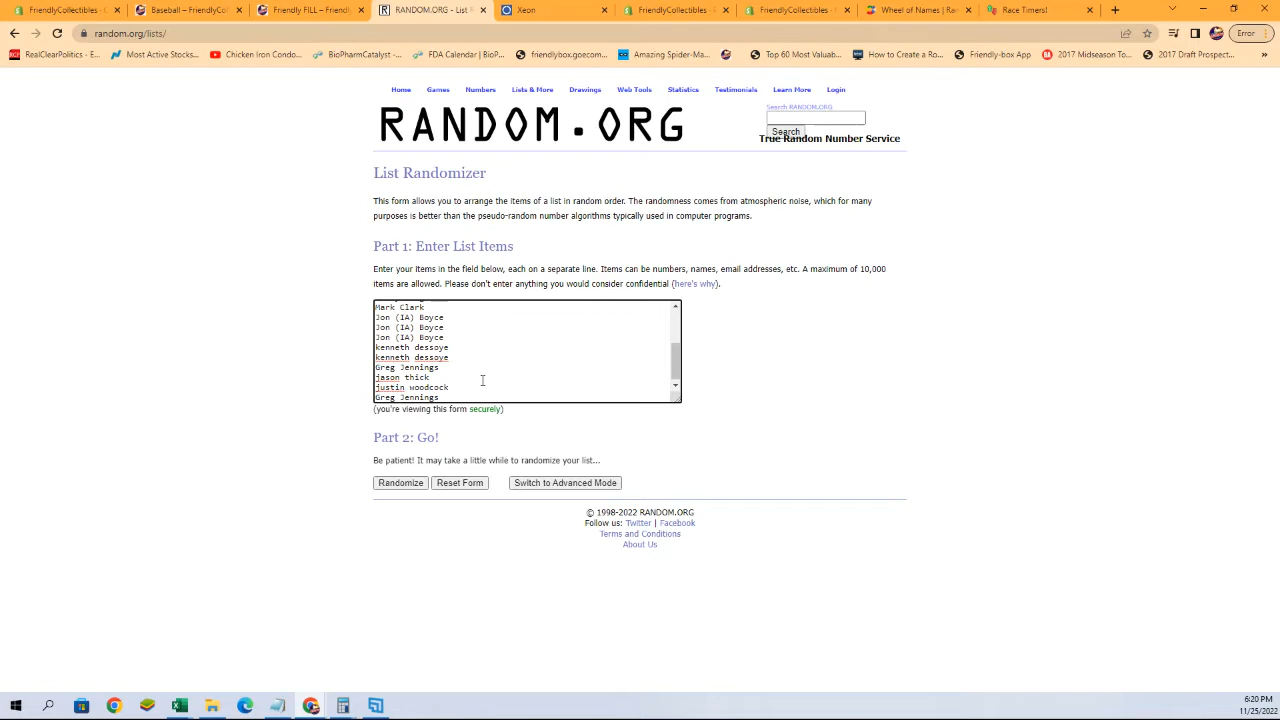 FriendlyCollectibles -
Baseball – FriendlyCol
Friendly FILL – Friendly
RANDOM.ORG - List R
Xeon
FriendlyCollectibles -
FriendlyCollectibles -
Wheel of Names | Ra
Race Timers!
random.org/lists/
Error
RealClearPolitics - E...
Most Active Stocks...
Chicken Iron Condo...
BioPharmCatalyst -...
FDA Calendar | BioP...
friendlybox.goecom...
Amazing Spider-Ma...
Top 60 Most Valuab...
How to Create a Ro...
Friendly-box App
2017 Midseason To...
2017 Draft Prospect...
Home
Games
Numbers
Lists & More
Drawings
Web Tools
Statistics
Testimonials
Learn More
Login
RANDOM.ORG
Search RANDOM.ORG
Search
True Random Number Service
List Randomizer
This form allows you to arrange the items of a list in random order. The randomness comes from atmospheric noise, which for many
purposes is better than the pseudo-random number algorithms typically used in computer programs.
Part 1: Enter List Items
Enter your items in the field below, each on a separate line. Items can be numbers, names, email addresses, etc. A maximum of 10,000
items are allowed. Please don't enter anything you would consider confidential (here's why).
Mark Clark
Jon (IA) Boyce
Jon (IA) Boyce
Jon (IA) Boyce
kenneth dessoye
kenneth dessoye
Greg Jennings
jason thick
justin woodcock
Greg Jennings
(you're viewing this form securely)
Part 2: Go!
Be patient! It may take a little while to randomize your list...
Randomize
Reset Form
Switch to Advanced Mode
© 1998-2022 RANDOM.ORG
Follow us: Twitter | Facebook
Terms and Conditions
About Us
6:20 PM
11/25/2022